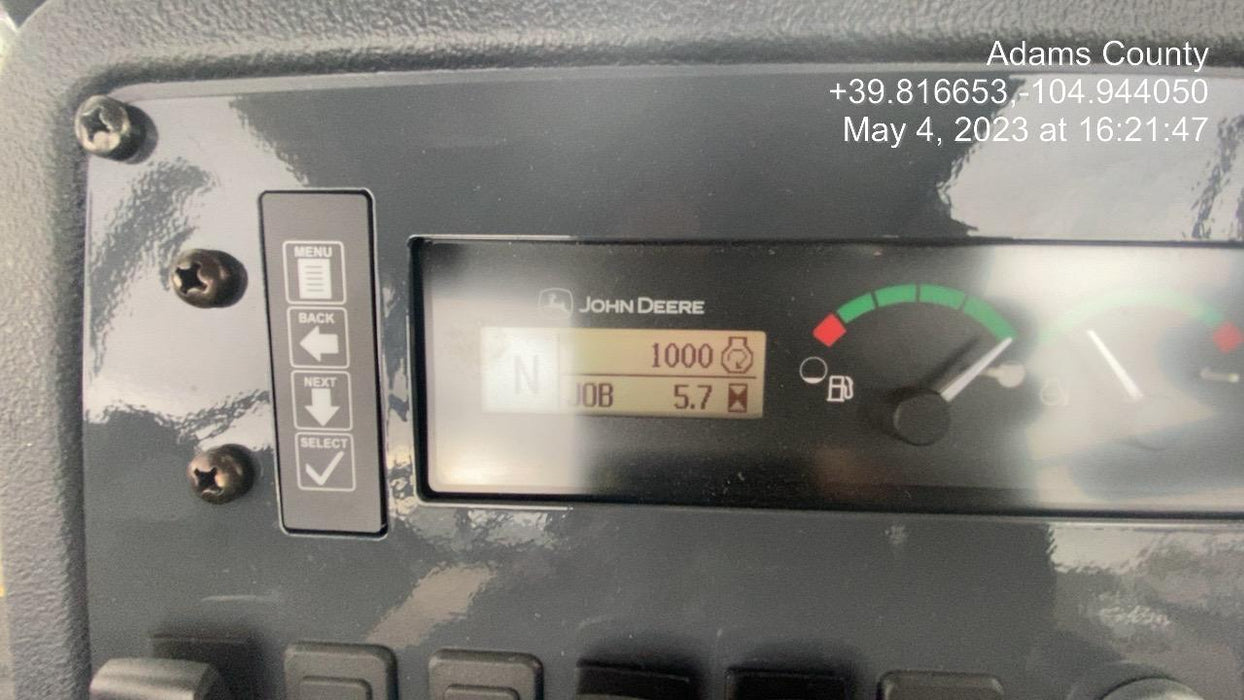 Adams County
+39.816653,-104.944050
May 4, 2023 at 16:21:47
MENU
BACK
NEXT
SELECT
JOHN DEERE
N
1000
JOB 5.7